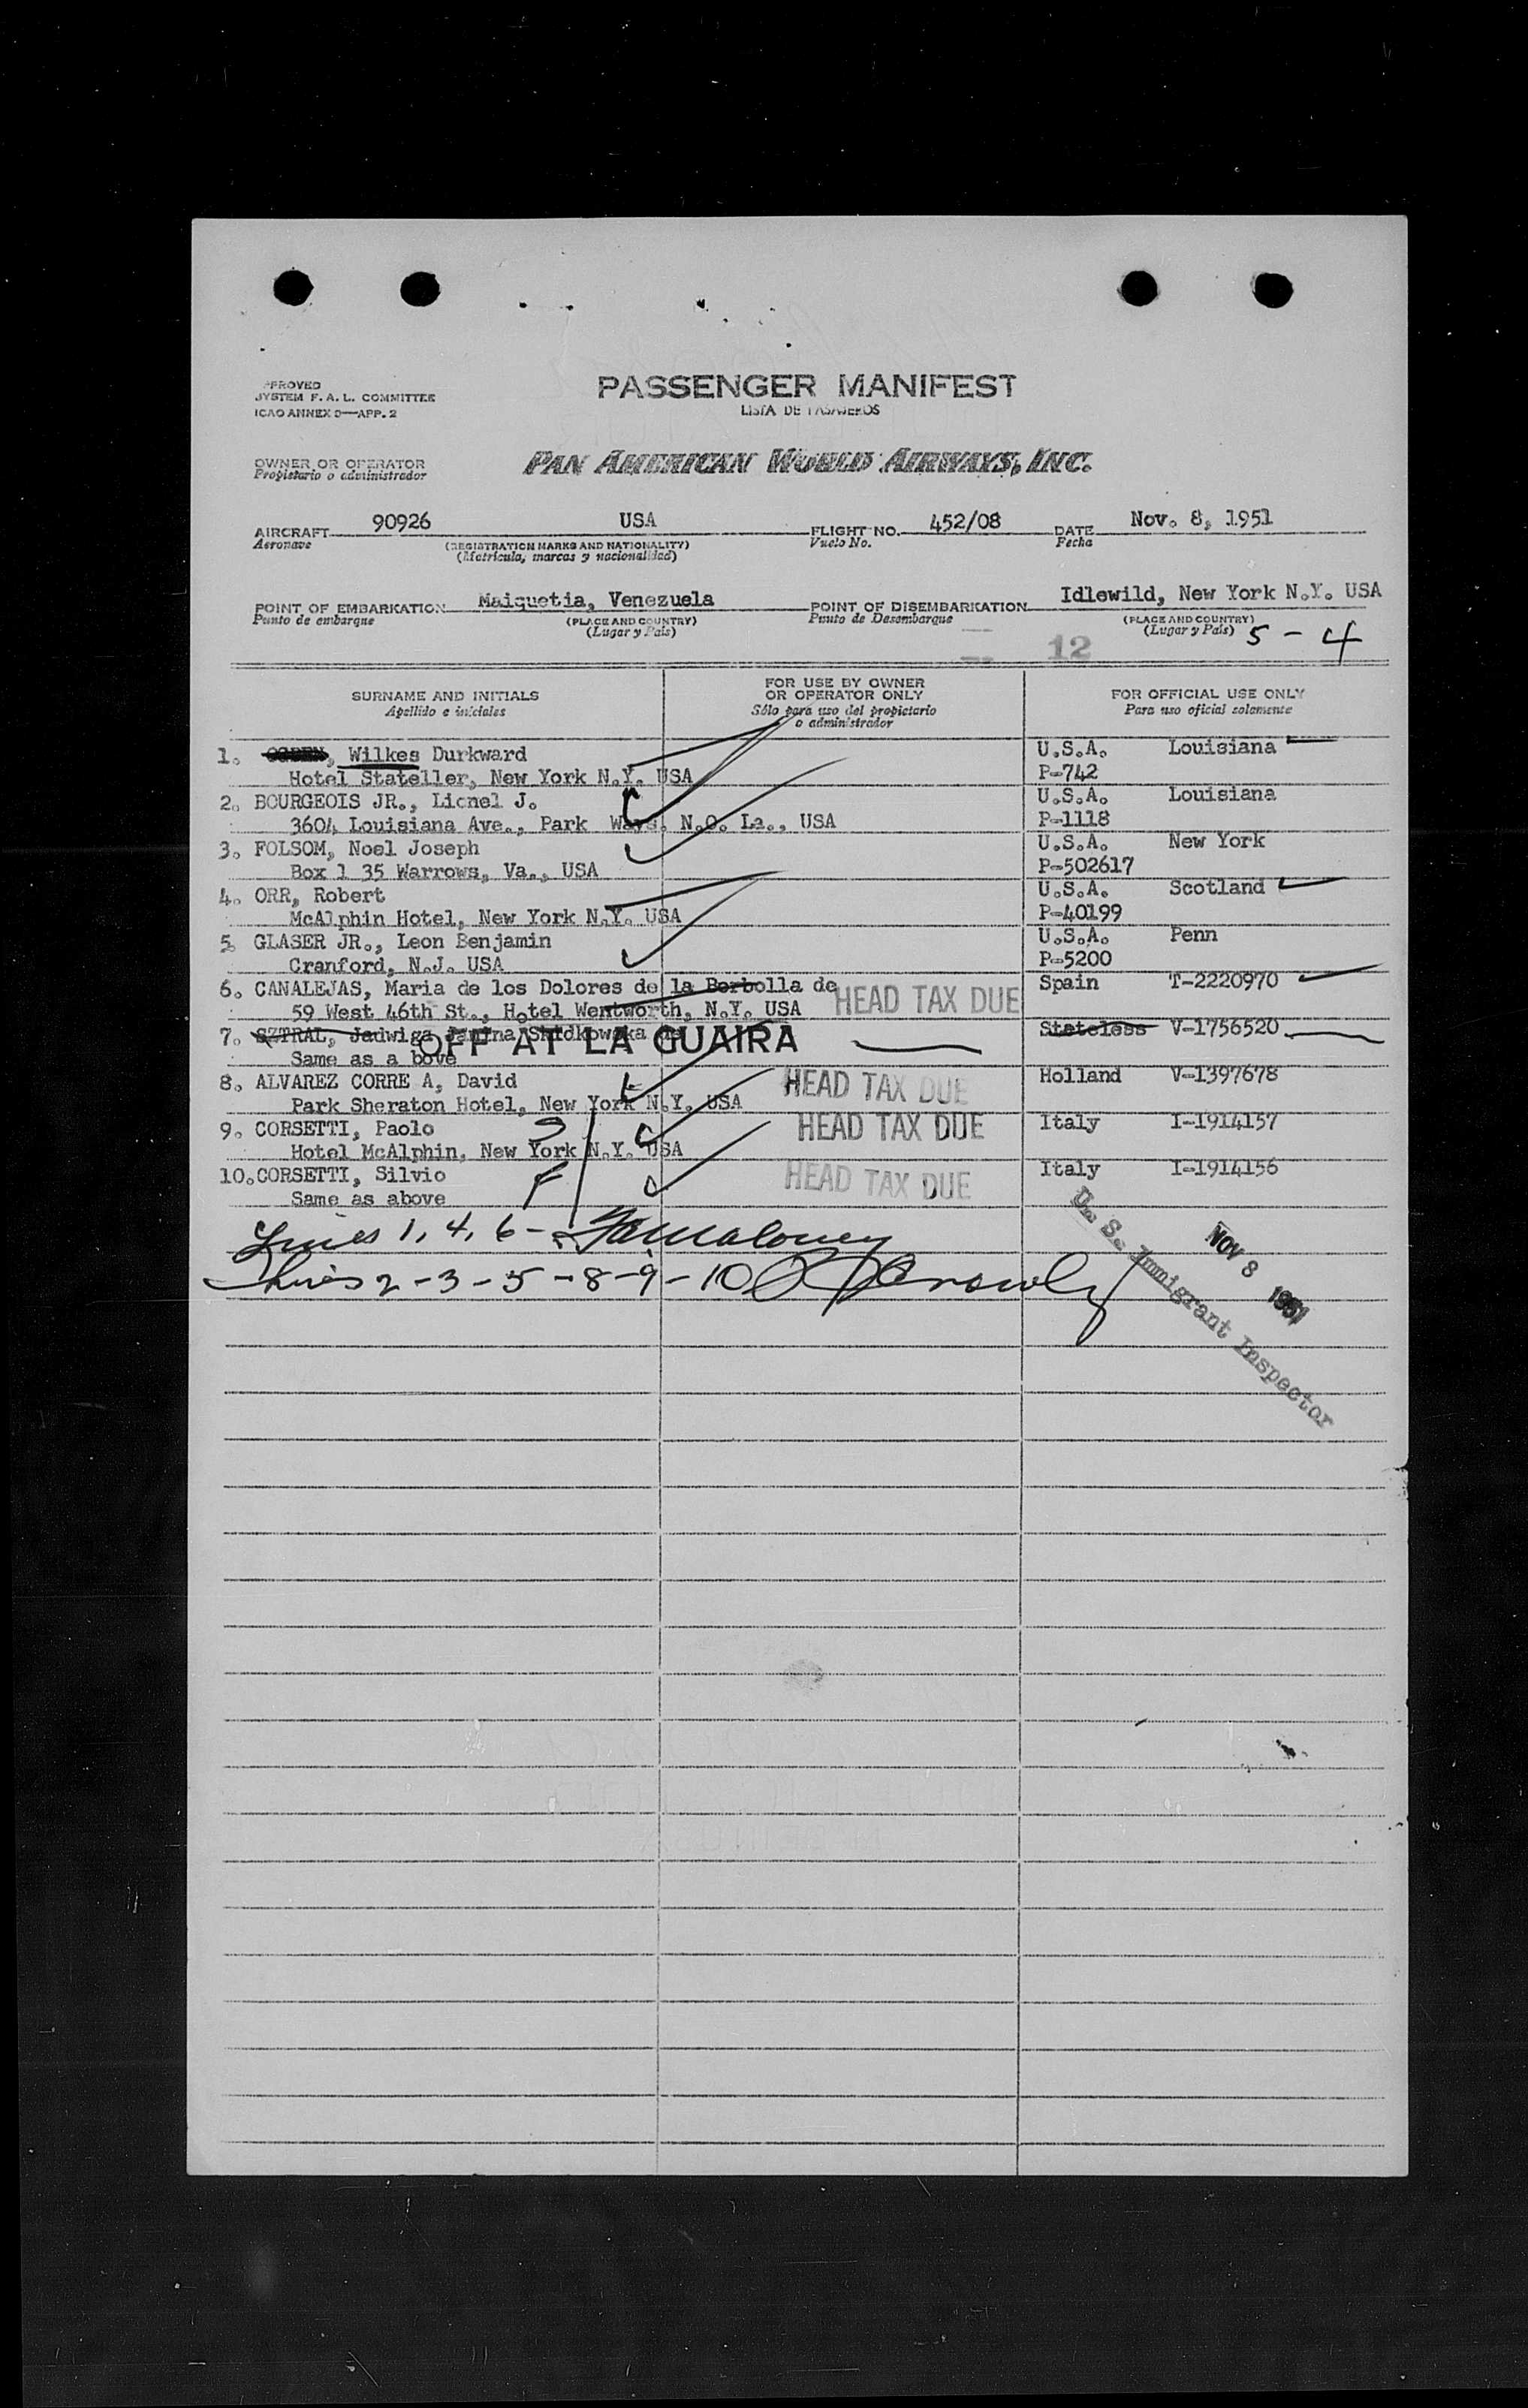 APPROVED
SYSTEM F. A. L. COMMITTEE
ICAO ANNEX 9—APP. 2
PASSENGER MANIFEST
LISTA DE PASAJEROS
OWNER OR OPERATOR
Propietario o administrador
PAN AMERICAN WORLD AIRWAYS, INC.
AIRCRAFT 90926 USA FLIGHT NO. 452/08 DATE Nov. 8, 1951
Aeronave (REGISTRATION MARKS AND NATIONALITY) Vuelo No. Fecha
(Matrícula, marcas y nacionalidad)
POINT OF EMBARKATION Maiquetia, Venezuela POINT OF DISEMBARKATION Idlewild, New York N.Y. USA
Punto de embarque (PLACE AND COUNTRY) Punto de Desembarque (PLACE AND COUNTRY)
(Lugar y País) (Lugar y País) 5 - 4
12
SURNAME AND INITIALS FOR USE BY OWNER OR OPERATOR ONLY FOR OFFICIAL USE ONLY
Apellido e iniciales Sólo para uso del propietario o administrador Para uso oficial solamente
1. OGDEN, Wilkes Durkward U.S.A. Louisiana
Hotel Stateller, New York N.Y. USA P-742
2. BOURGEOIS JR., Lionel J. U.S.A. Louisiana
3604 Louisiana Ave., Park Ways. N.O. La., USA P-1118
3. FOLSOM, Noel Joseph U.S.A. New York
Box 1 35 Warrows, Va., USA P-502617
4. ORR, Robert U.S.A. Scotland
McAlphin Hotel, New York N.Y. USA P-40199
5. GLASER JR., Leon Benjamin U.S.A. Penn
Cranford, N.J. USA P-5200
6. CANALEJAS, Maria de los Dolores de la Borbolla de Spain T-2220970
59 West 46th St., Hotel Wentworth, N.Y. USA HEAD TAX DUE
7. SZTRAL, Jadwiga Janina Stateless V-1756520
OFF AT LA GUAIRA
Same as a bove
8. ALVAREZ CORRE A, David HEAD TAX DUE Holland V-1397678
Park Sheraton Hotel, New York N.Y. USA
9. CORSETTI, Paolo HEAD TAX DUE Italy I-1914157
Hotel McAlphin, New York N.Y. USA
10. CORSETTI, Silvio HEAD TAX DUE Italy I-1914156
Same as above
Lines 1, 4, 6 - Maloney
Lines 2 - 3 - 5 - 8 - 9 - 10
NOV 8 1951
U. S. Immigrant Inspector